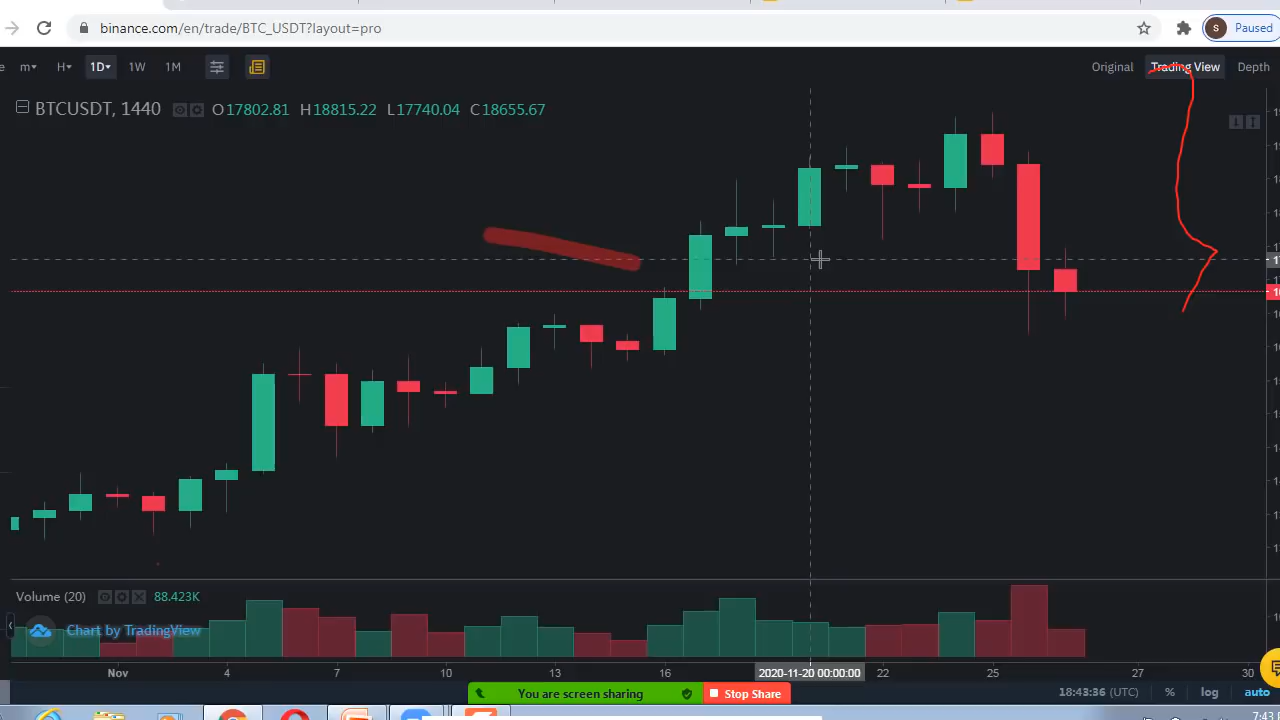 binance.com/en/trade/BTC_USDT?layout=pro
S Paused
m H 1D 1W 1M Original Trading View Depth
BTCUSDT, 1440 O17802.81 H18815.22 L17740.04 C18655.67
Volume (20) 88.423K
Chart by TradingView
Nov 4 7 10 13 16 2020-11-20 00:00:00 22 25 27 30
You are screen sharing Stop Share
18:43:36 (UTC) % log auto